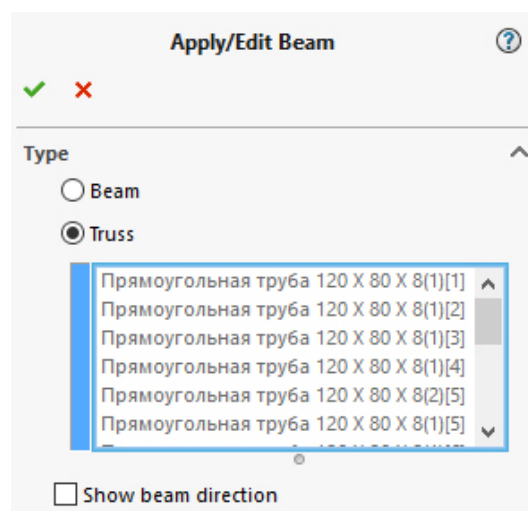 Apply/Edit Beam
Type
Beam
Truss
Прямоугольная труба 120 X 80 X 8(1)[1]
Прямоугольная труба 120 X 80 X 8(1)[2]
Прямоугольная труба 120 X 80 X 8(1)[3]
Прямоугольная труба 120 X 80 X 8(1)[4]
Прямоугольная труба 120 X 80 X 8(2)[5]
Прямоугольная труба 120 X 80 X 8(1)[5]
Show beam direction